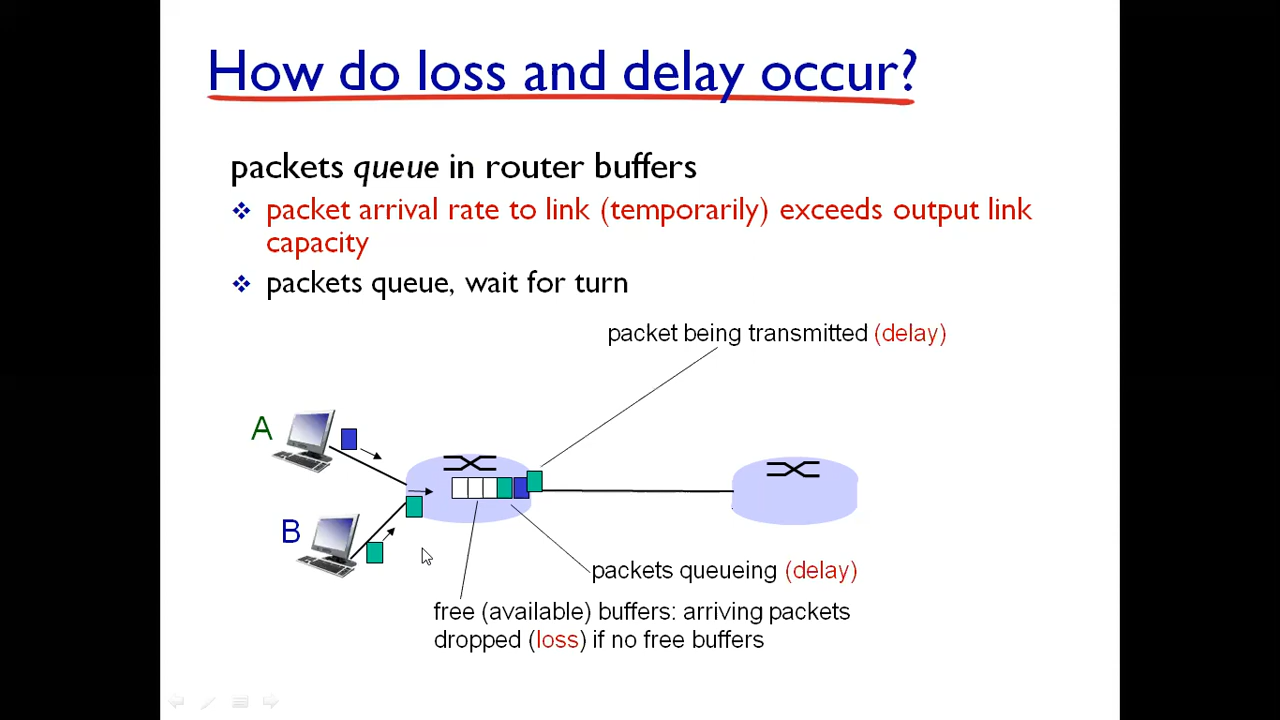 How do loss and delay occur?
packets queue in router buffers
packet arrival rate to link (temporarily) exceeds output link
capacity
packets queue, wait for turn
packet being transmitted (delay)
A
B
packets queueing (delay)
free (available) buffers: arriving packets
dropped (loss) if no free buffers